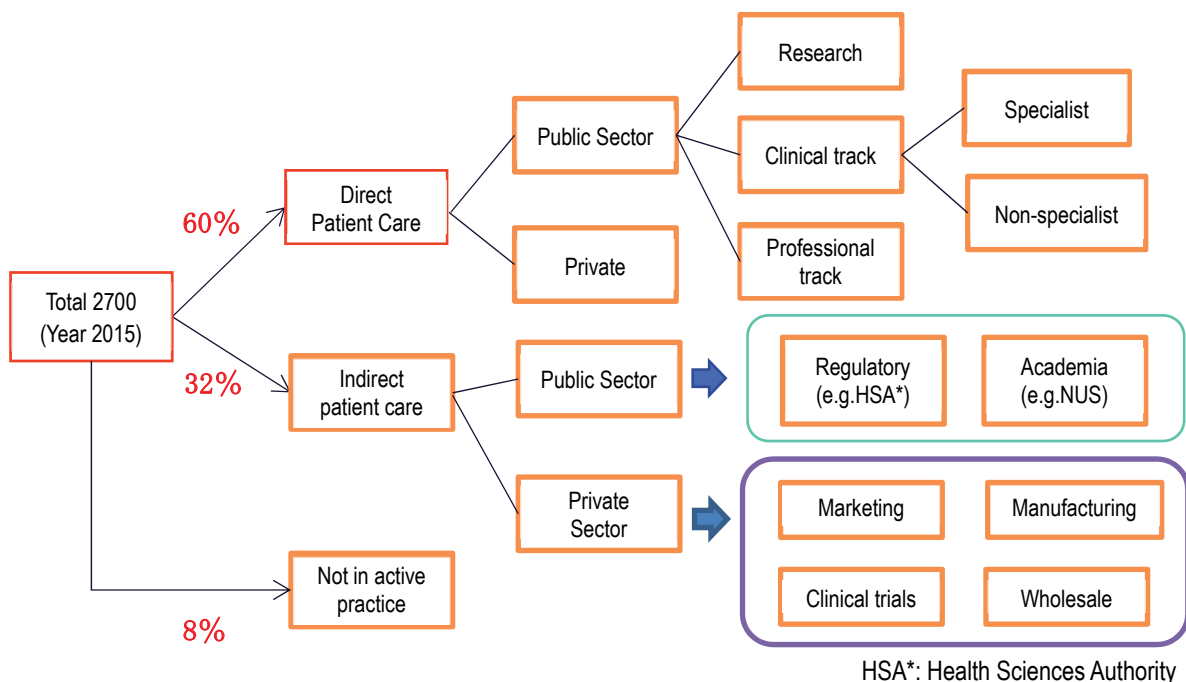 Total 2700
(Year 2015)
60%
32%
8%
Direct
Patient Care
Indirect
patient care
Not in active
practice
Public Sector
Private
Public Sector
Private
Sector
Research
Clinical track
Professional
track
Specialist
Non-specialist
Regulatory
(e.g.HSA*)
Academia
(e.g.NUS)
Marketing
Manufacturing
Clinical trials
Wholesale
HSA*: Health Sciences Authority